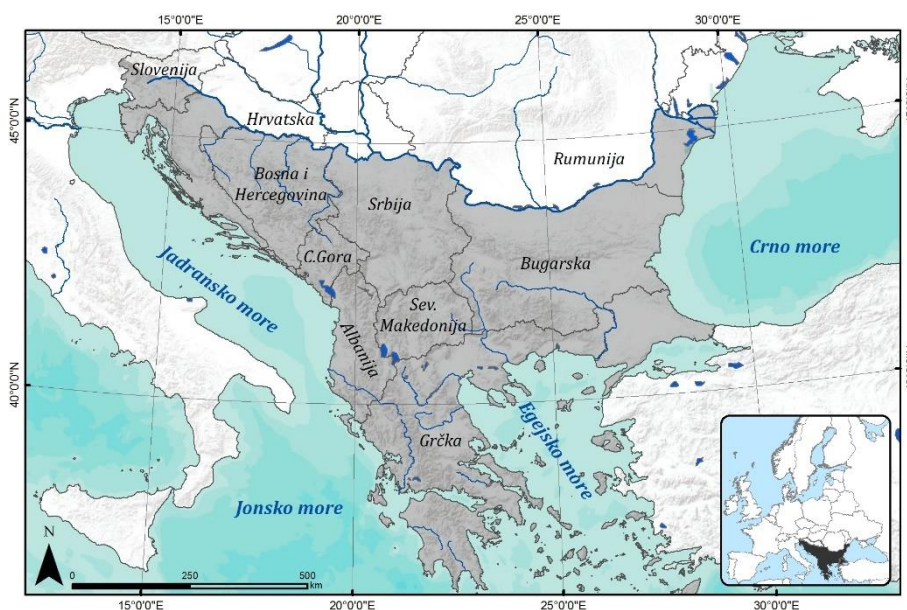 15°0'0"E 20°0'0"E 25°0'0"E 30°0'0"E
Slovenija
45°0'0"N
Hrvatska
Rumunija
Bosna i
Hercegovina
Srbija
Crno more
Jadransko more
C.Gora
Bugarska
Sev.
Makedonija
Albanija
40°0'0"N
Egejsko more
Grčka
Jonsko more
N
0 250 500
km
15°0'0"E 20°0'0"E 25°0'0"E 30°0'0"E